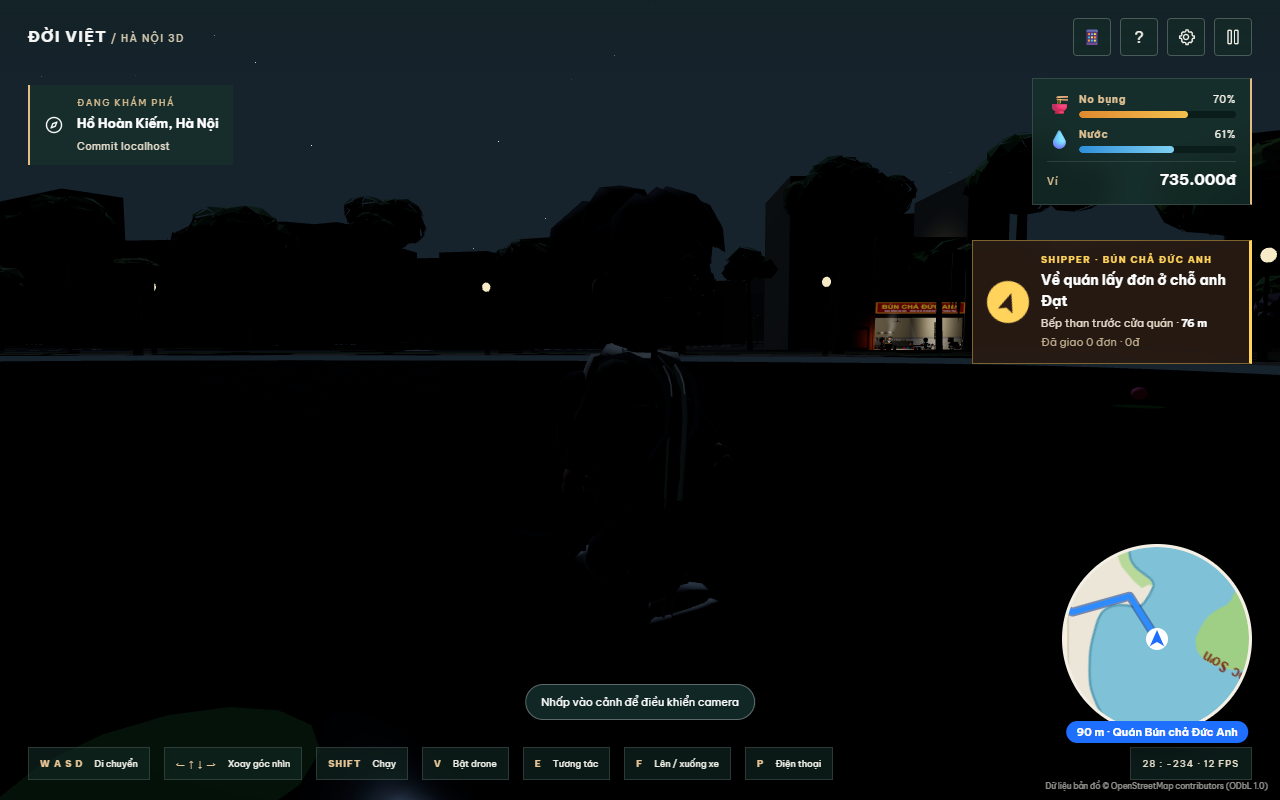 ĐỜI VIỆT / HÀ NỘI 3D
?
ĐANG KHÁM PHÁ
Hồ Hoàn Kiếm, Hà Nội
Commit localhost
No bụng 70%
Nước 61%
Ví 735.000đ
SHIPPER · BÚN CHẢ ĐỨC ANH
Về quán lấy đơn ở chỗ anh
Đạt
Bếp than trước cửa quán · 76 m
Đã giao 0 đơn · 0đ
BÚN CHẢ ĐỨC ANH
c Sơn
Nhấp vào cảnh để điều khiển camera
90 m · Quán Bún chả Đức Anh
W A S D Di chuyển
←↑↓→ Xoay góc nhìn
SHIFT Chạy
V Bật drone
E Tương tác
F Lên / xuống xe
P Điện thoại
28 : -234 · 12 FPS
Dữ liệu bản đồ © OpenStreetMap contributors (ODbL 1.0)